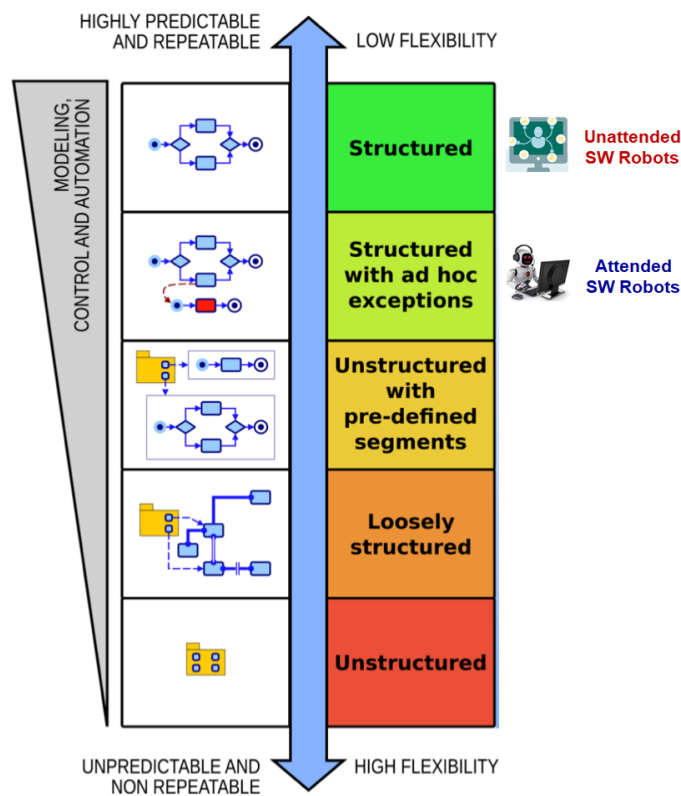 HIGHLY PREDICTABLE
AND REPEATABLE
LOW FLEXIBILITY
MODELING,
CONTROL AND AUTOMATION
Structured
Unattended
SW Robots
Structured
with ad hoc
exceptions
Attended
SW Robots
Unstructured
with
pre-defined
segments
Loosely
structured
Unstructured
UNPREDICTABLE AND
NON REPEATABLE
HIGH FLEXIBILITY